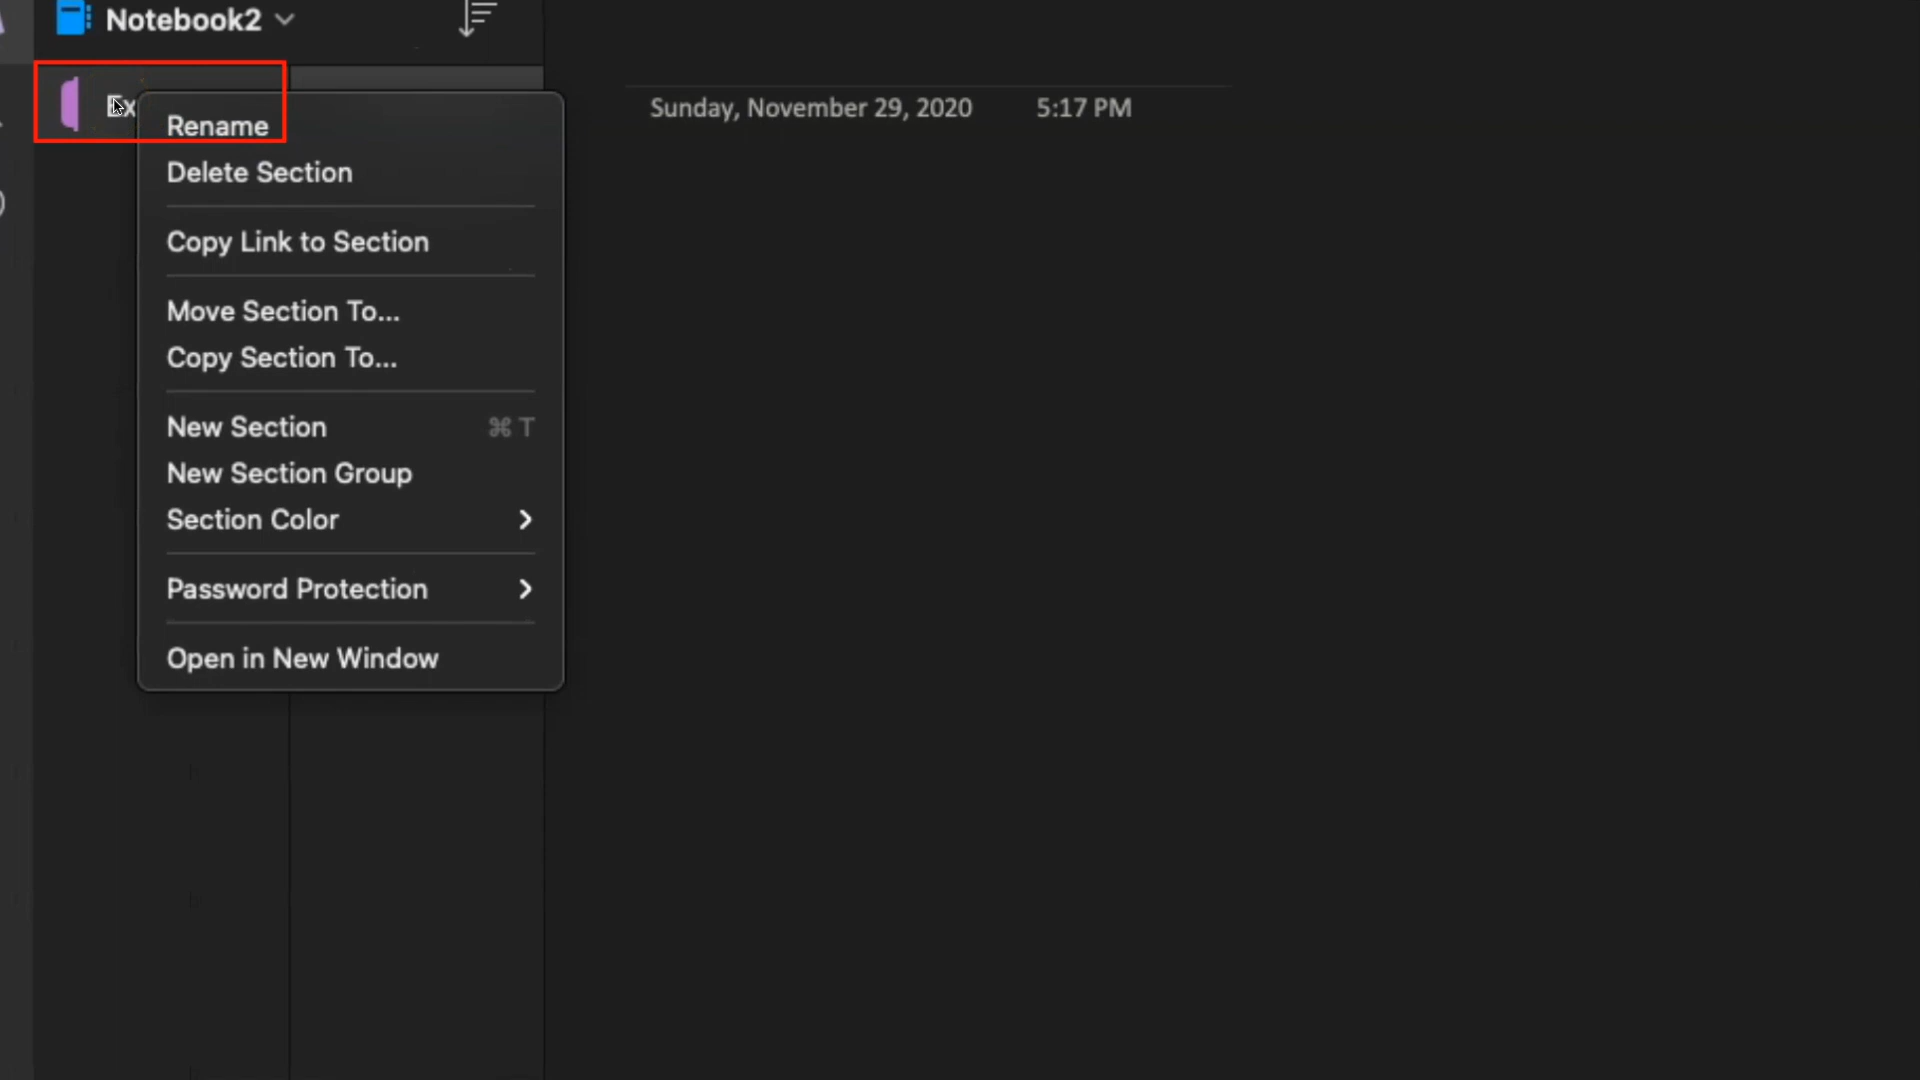 Notebook2
Ex
Sunday, November 29, 2020 5:17 PM
Rename
Delete Section
Copy Link to Section
Move Section To...
Copy Section To...
New Section ⌘ T
New Section Group
Section Color
Password Protection
Open in New Window